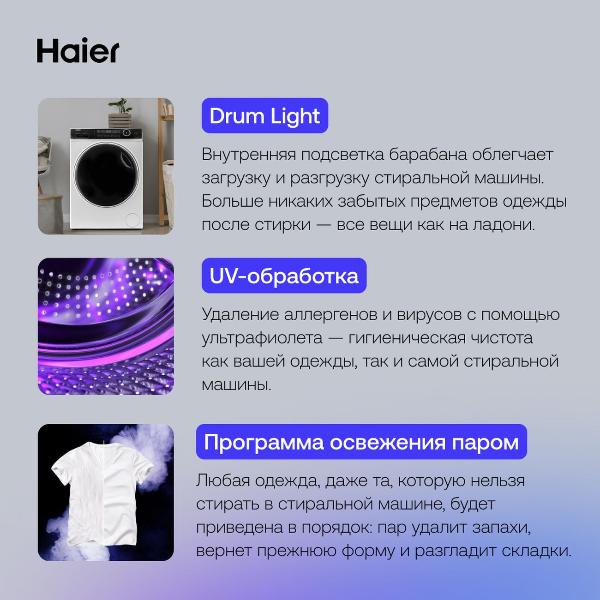 Haier
Drum Light
Внутренняя подсветка барабана облегчает
загрузку и разгрузку стиральной машины.
Больше никаких забытых предметов одежды
после стирки — все вещи как на ладони.
UV-обработка
Удаление аллергенов и вирусов с помощью
ультрафиолета — гигиеническая чистота
как вашей одежды, так и самой стиральной
машины.
Программа освежения паром
Любая одежда, даже та, которую нельзя
стирать в стиральной машине, будет
приведена в порядок: пар удалит запахи,
вернет прежнюю форму и разгладит складки.